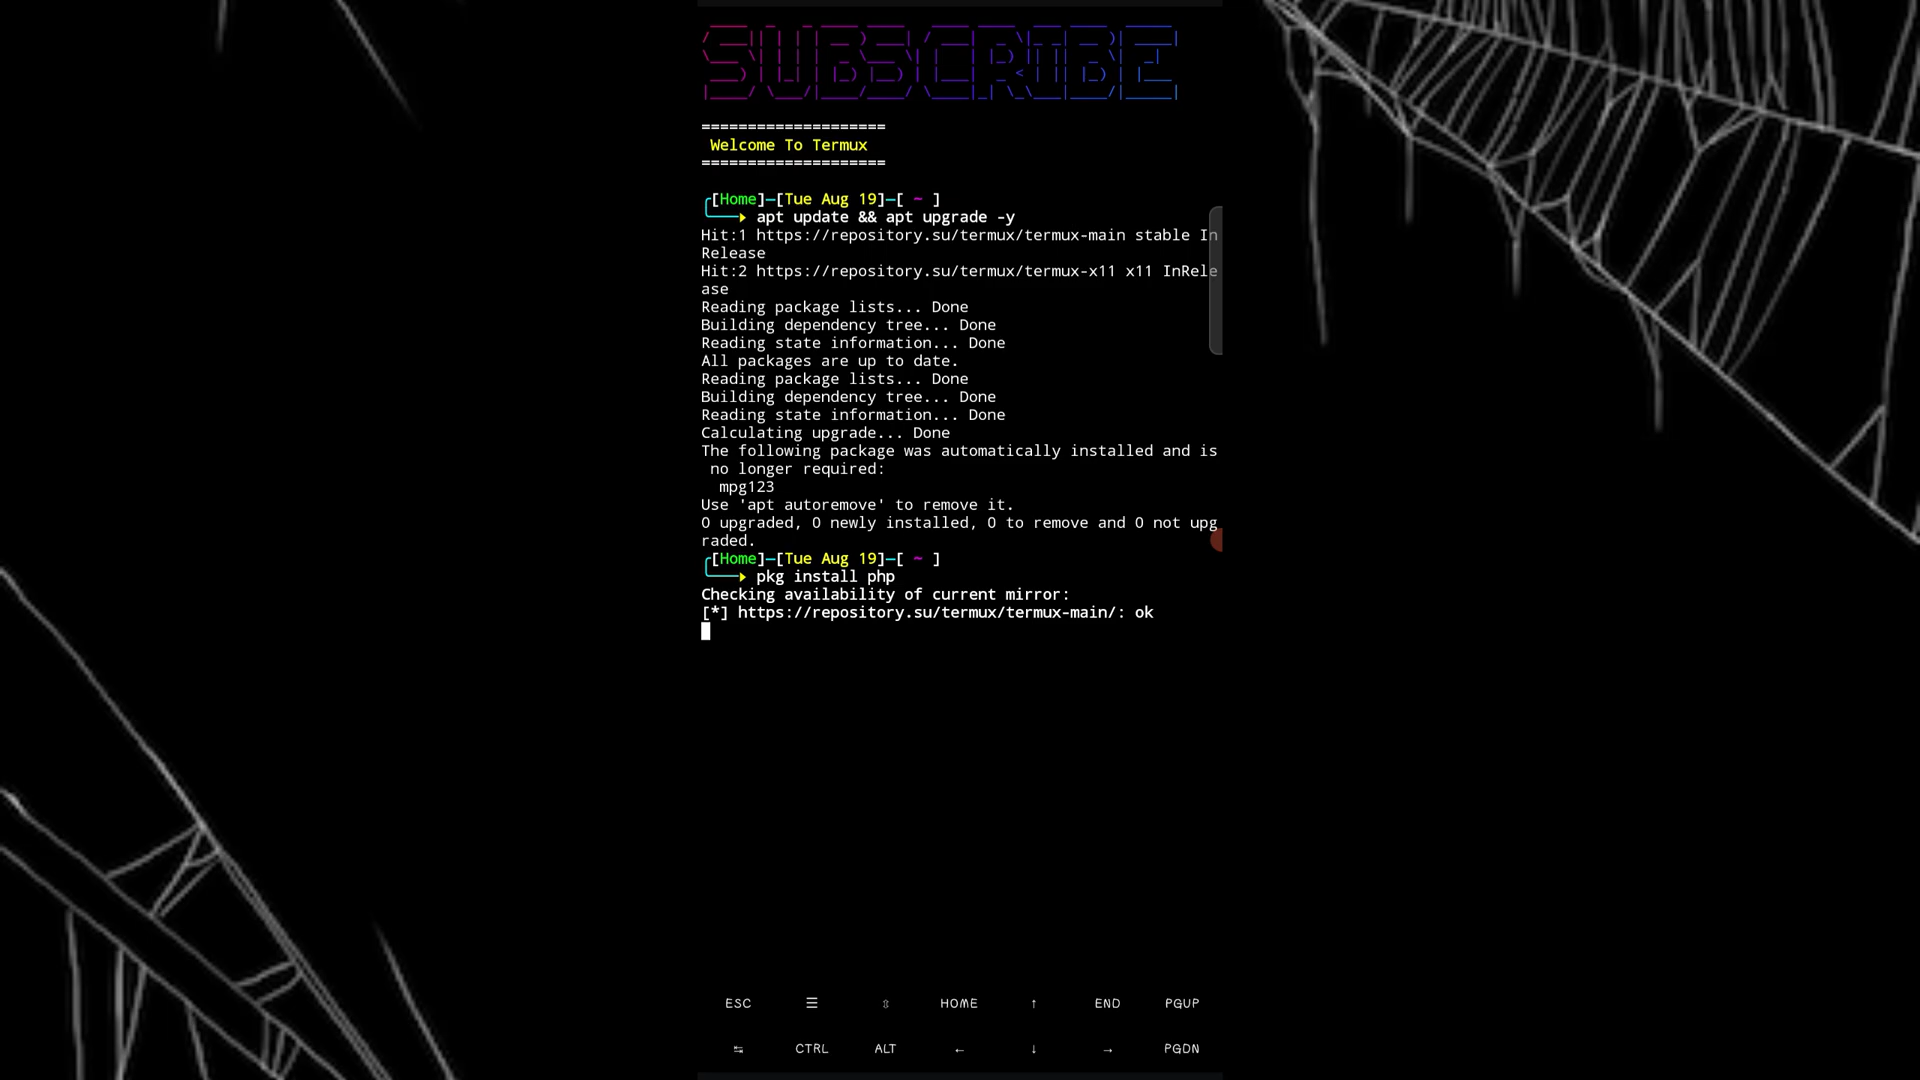 SUBSCRIBE
====================
Welcome To Termux
====================
[Home]—[Tue Aug 19]—[ ~ ]
apt update && apt upgrade -y
Hit:1 https://repository.su/termux/termux-main stable In
Release
Hit:2 https://repository.su/termux/termux-x11 x11 InRele
ase
Reading package lists... Done
Building dependency tree... Done
Reading state information... Done
All packages are up to date.
Reading package lists... Done
Building dependency tree... Done
Reading state information... Done
Calculating upgrade... Done
The following package was automatically installed and is
no longer required:
mpg123
Use 'apt autoremove' to remove it.
0 upgraded, 0 newly installed, 0 to remove and 0 not upg
raded.
[Home]—[Tue Aug 19]—[ ~ ]
pkg install php
Checking availability of current mirror:
[*] https://repository.su/termux/termux-main/: ok
ESC ☰ ⇳ HOME ↑ END PGUP
↹ CTRL ALT ← ↓ → PGDN